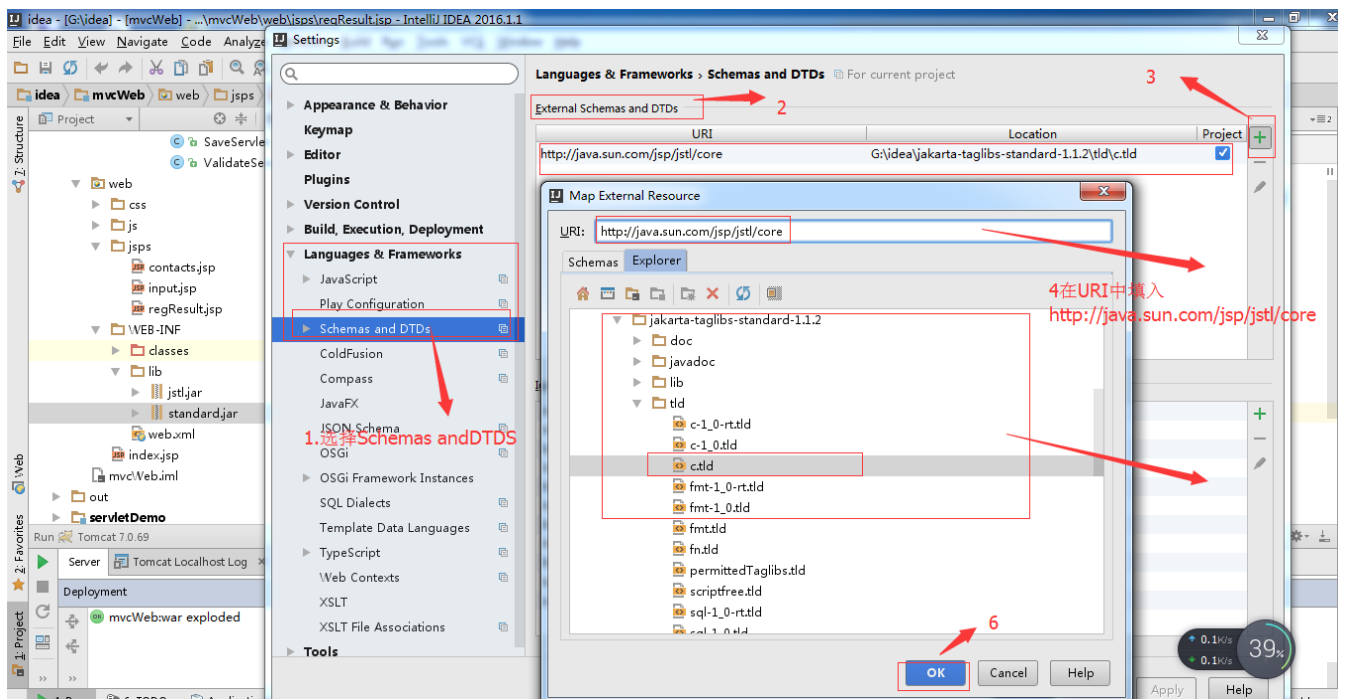 idea - [G:\idea] - [mvcWeb] - ...\mvcWeb\web\jsps\regResult.jsp - IntelliJ IDEA 2016.1.1
File Edit View Navigate Code Analyze
Settings
idea mvcWeb web jsps
Project
SaveServle
ValidateSe
web
css
js
jsps
contacts.jsp
input.jsp
regResult.jsp
WEB-INF
classes
lib
jstl.jar
standard.jar
web.xml
index.jsp
mvcWeb.iml
out
servletDemo
Run Tomcat 7.0.69
Server Tomcat Localhost Log
Deployment
mvcWeb:war exploded
7: Structure
Web
2: Favorites
1: Project
Appearance & Behavior
Keymap
Editor
Plugins
Version Control
Build, Execution, Deployment
Languages & Frameworks
JavaScript
Play Configuration
Schemas and DTDs
ColdFusion
Compass
JavaFX
JSON Schema
1.选择Schemas andDTDS
OSGi
OSGi Framework Instances
SQL Dialects
Template Data Languages
TypeScript
Web Contexts
XSLT
XSLT File Associations
Tools
Languages & Frameworks › Schemas and DTDs For current project
3
External Schemas and DTDs
2
URI Location Project
http://java.sun.com/jsp/jstl/core G:\idea\jakarta-taglibs-standard-1.1.2\tld\c.tld
Map External Resource
URI: http://java.sun.com/jsp/jstl/core
Schemas Explorer
4在URI中填入
http://java.sun.com/jsp/jstl/core
jakarta-taglibs-standard-1.1.2
doc
javadoc
lib
tld
c-1_0-rt.tld
c-1_0.tld
c.tld
fmt-1_0-rt.tld
fmt-1_0.tld
fmt.tld
fn.tld
permittedTaglibs.tld
scriptfree.tld
sql-1_0-rt.tld
sql-1_0.tld
6
OK Cancel Help
Apply Help
0.1K/s
0.1K/s
39%